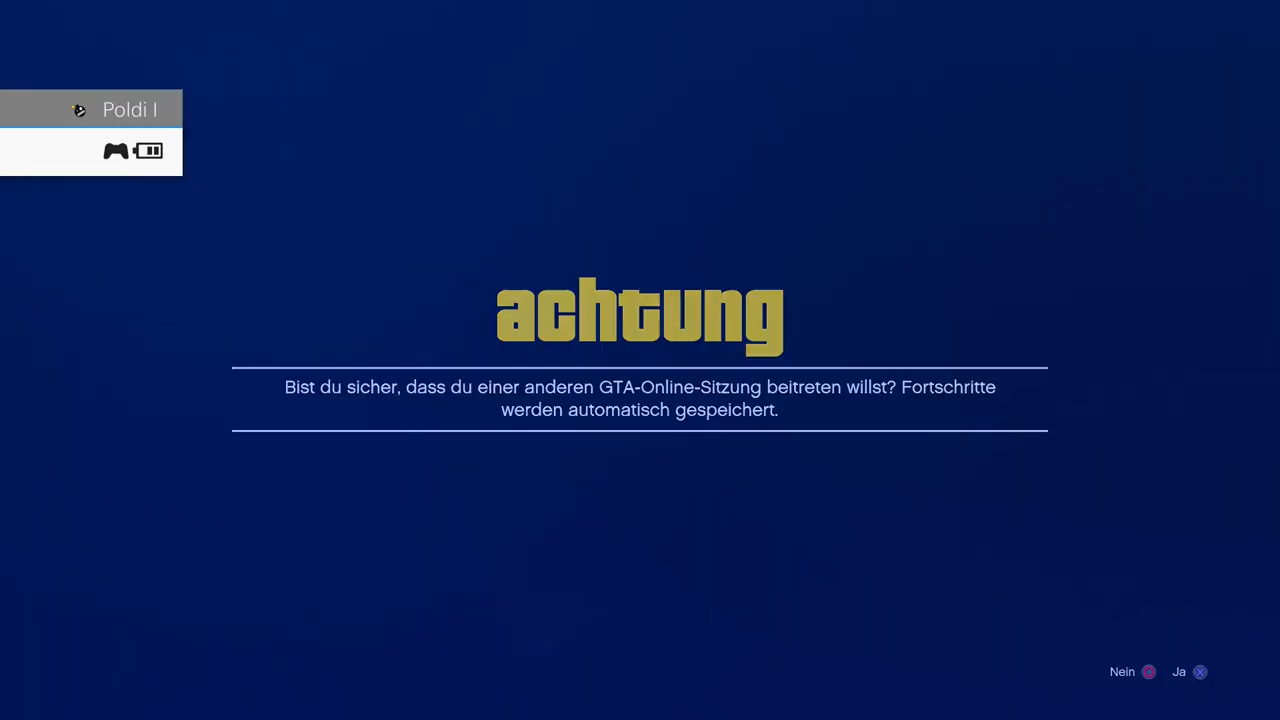 Poldi I
achtung
Bist du sicher, dass du einer anderen GTA-Online-Sitzung beitreten willst? Fortschritte
werden automatisch gespeichert.
Nein Ja